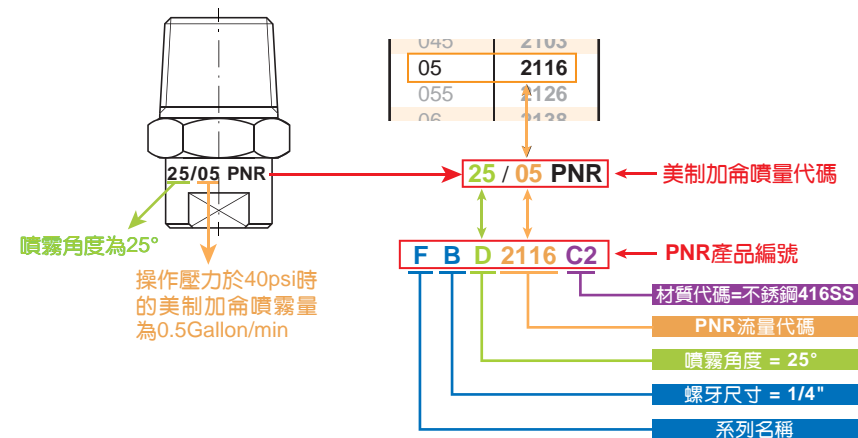 045 2103
05 2116
055 2126
06 2138
25/05 PNR
25 / 05 PNR
美制加侖噴量代碼
噴霧角度為25°
操作壓力於40psi時
的美制加侖噴霧量
為0.5Gallon/min
F B D 2116 C2
PNR產品編號
材質代碼=不銹鋼416SS
PNR流量代碼
噴霧角度 = 25°
螺牙尺寸 = 1/4"
系列名稱